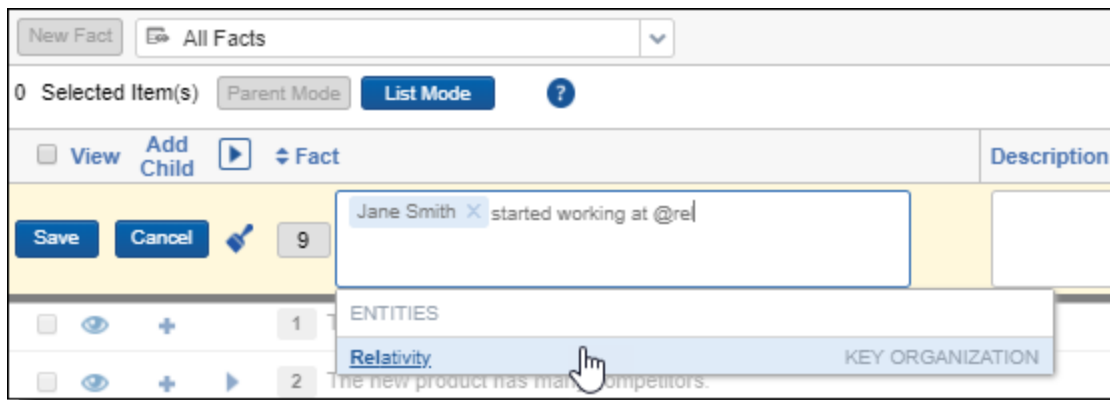 New Fact All Facts
0 Selected Item(s) Parent Mode List Mode ?
View Add Child Fact Description
Save Cancel 9 Jane Smith × started working at @rel
ENTITIES
1 T
Relativity KEY ORGANIZATION
2 The new product has many competitors.